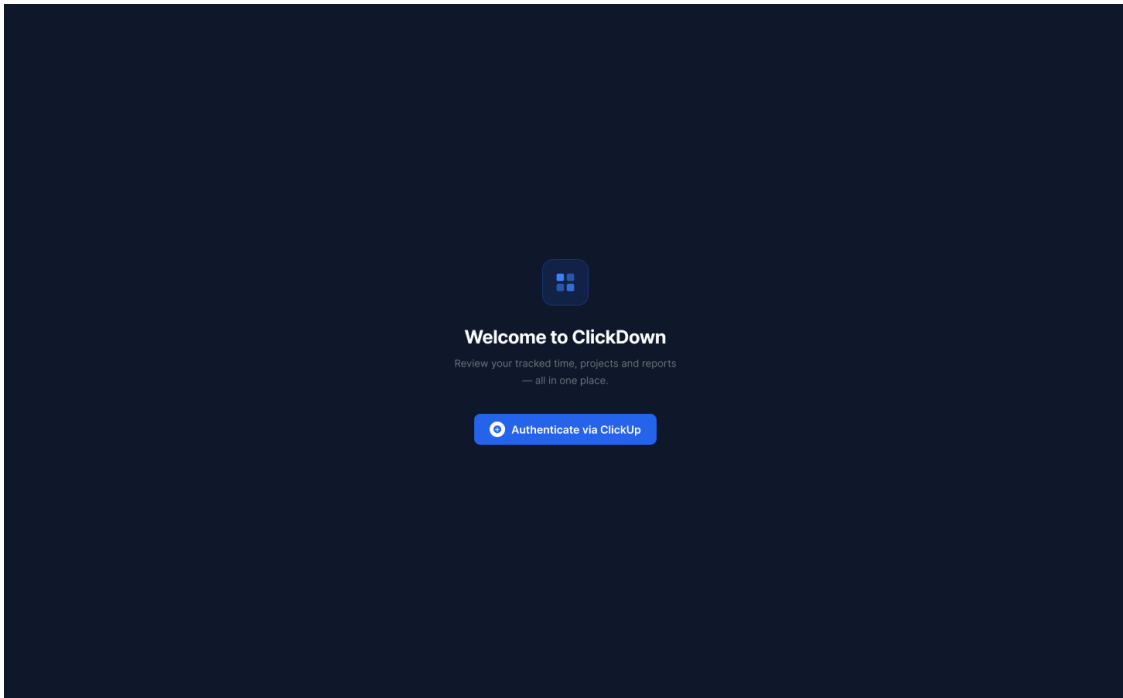 Welcome to ClickDown
Review your tracked time, projects and reports
— all in one place.
Authenticate via ClickUp